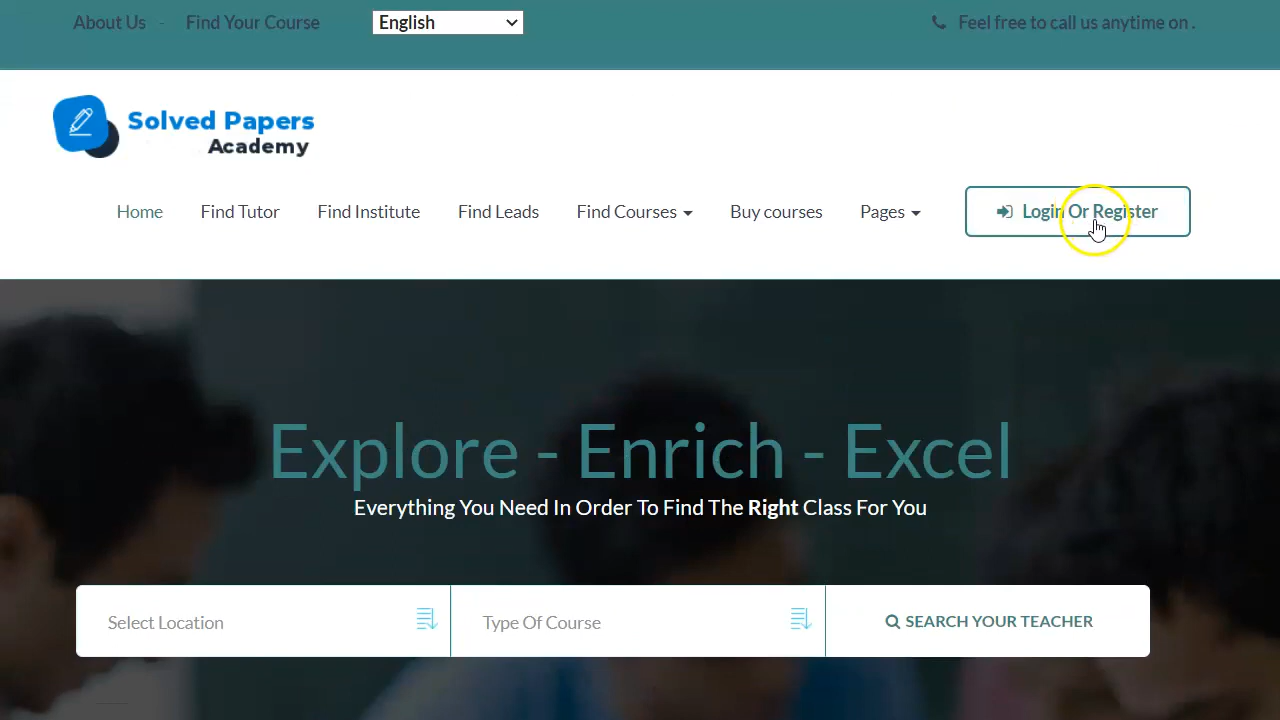 About Us - Find Your Course English Feel free to call us anytime on .
Solved Papers
Academy
Home Find Tutor Find Institute Find Leads Find Courses Buy courses Pages Login Or Register
Explore - Enrich - Excel
Everything You Need In Order To Find The Right Class For You
Select Location Type Of Course SEARCH YOUR TEACHER